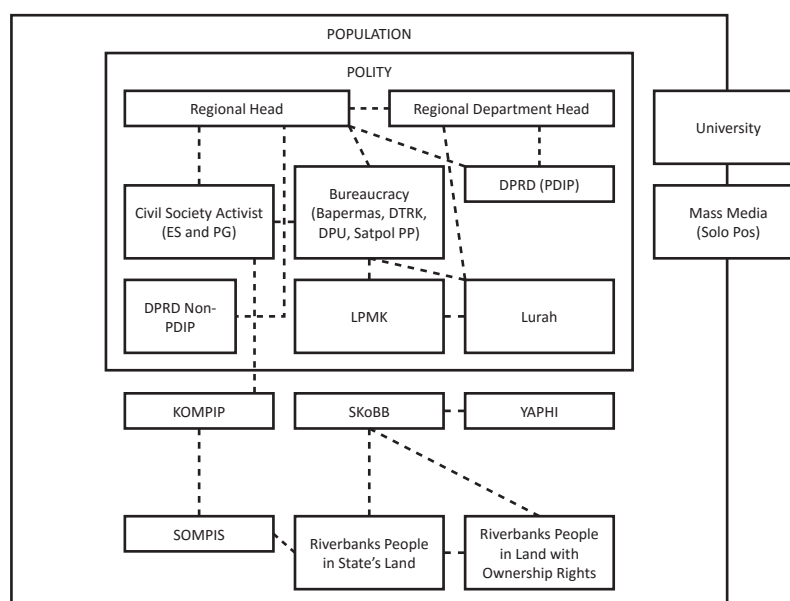 POPULATION
POLITY
Regional Head
Regional Department Head
University
DPRD (PDIP)
Bureaucracy
(Bapermas, DTRK,
DPU, Satpol PP)
Civil Society Activist
(ES and PG)
Mass Media
(Solo Pos)
DPRD Non-
PDIP
LPMK
Lurah
KOMPIP
SKoBB
YAPHI
SOMPIS
Riverbanks People
in State's Land
Riverbanks People
in Land with
Ownership Rights